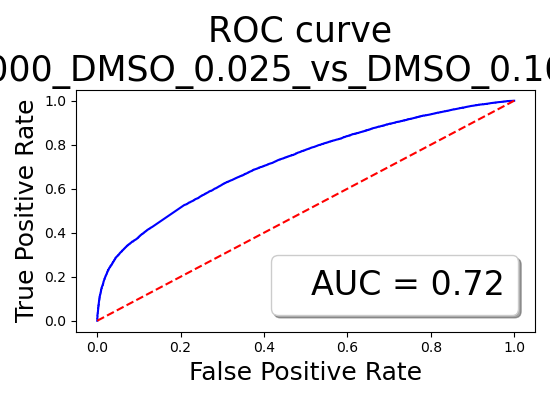 ROC curve
000_DMSO_0.025_vs_DMSO_0.10
True Positive Rate
1.0
0.8
0.6
0.4
0.2
0.0
AUC = 0.72
0.0 0.2 0.4 0.6 0.8 1.0
False Positive Rate